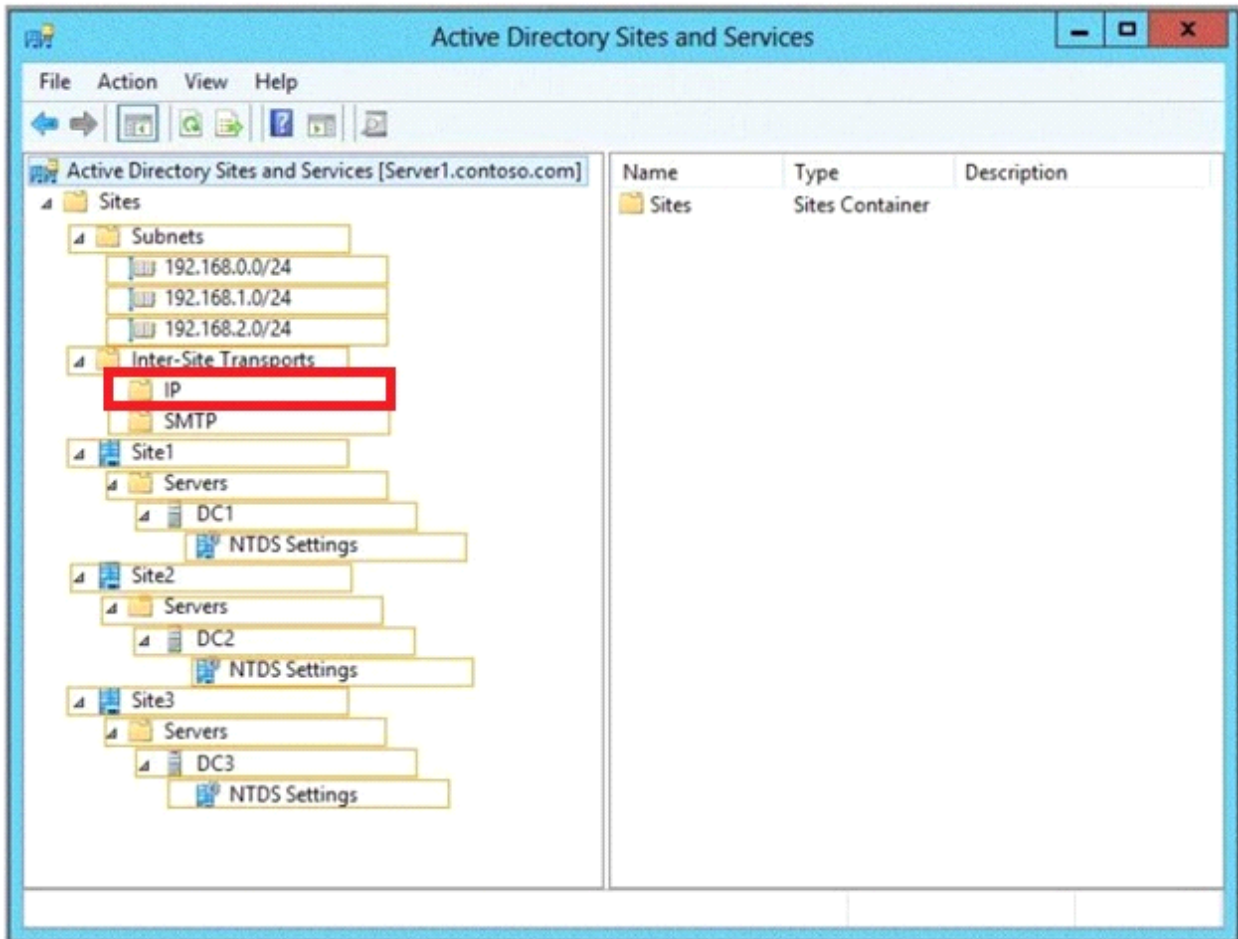 Active Directory Sites and Services
File Action View Help
Active Directory Sites and Services [Server1.contoso.com]
Name Type Description
Sites
Sites Sites Container
Subnets
192.168.0.0/24
192.168.1.0/24
192.168.2.0/24
Inter-Site Transports
IP
SMTP
Site1
Servers
DC1
NTDS Settings
Site2
Servers
DC2
NTDS Settings
Site3
Servers
DC3
NTDS Settings